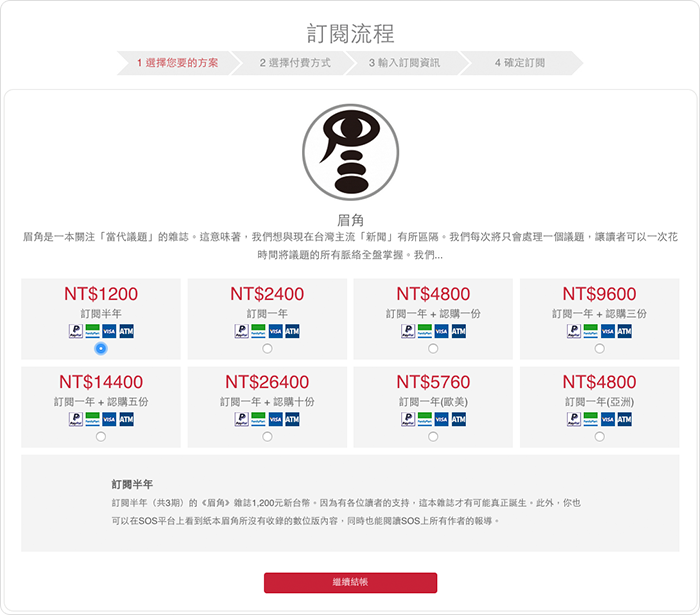 訂閱流程
1 選擇您要的方案
2 選擇付費方式
3 輸入訂閱資訊
4 確定訂閱
眉角
眉角是一本關注「當代議題」的雜誌。這意味著，我們想與現在台灣主流「新聞」有所區隔。我們每次將只會處理一個議題，讓讀者可以一次花
時間將議題的所有脈絡全盤掌握。我們...
NT$1200
訂閱半年
PayPal FamilyMart VISA ATM
NT$2400
訂閱一年
PayPal FamilyMart VISA ATM
NT$4800
訂閱一年 + 認購一份
PayPal FamilyMart VISA ATM
NT$9600
訂閱一年 + 認購三份
PayPal FamilyMart VISA ATM
NT$14400
訂閱一年 + 認購五份
PayPal FamilyMart VISA ATM
NT$26400
訂閱一年 + 認購十份
PayPal FamilyMart VISA ATM
NT$5760
訂閱一年(歐美)
PayPal FamilyMart VISA ATM
NT$4800
訂閱一年(亞洲)
PayPal FamilyMart VISA ATM
訂閱半年
訂閱半年（共3期）的《眉角》雜誌1,200元新台幣。因為有各位讀者的支持，這本雜誌才有可能真正誕生。此外，你也
可以在SOS平台上看到紙本眉角所沒有收錄的數位版內容，同時也能閱讀SOS上所有作者的報導。
繼續結帳